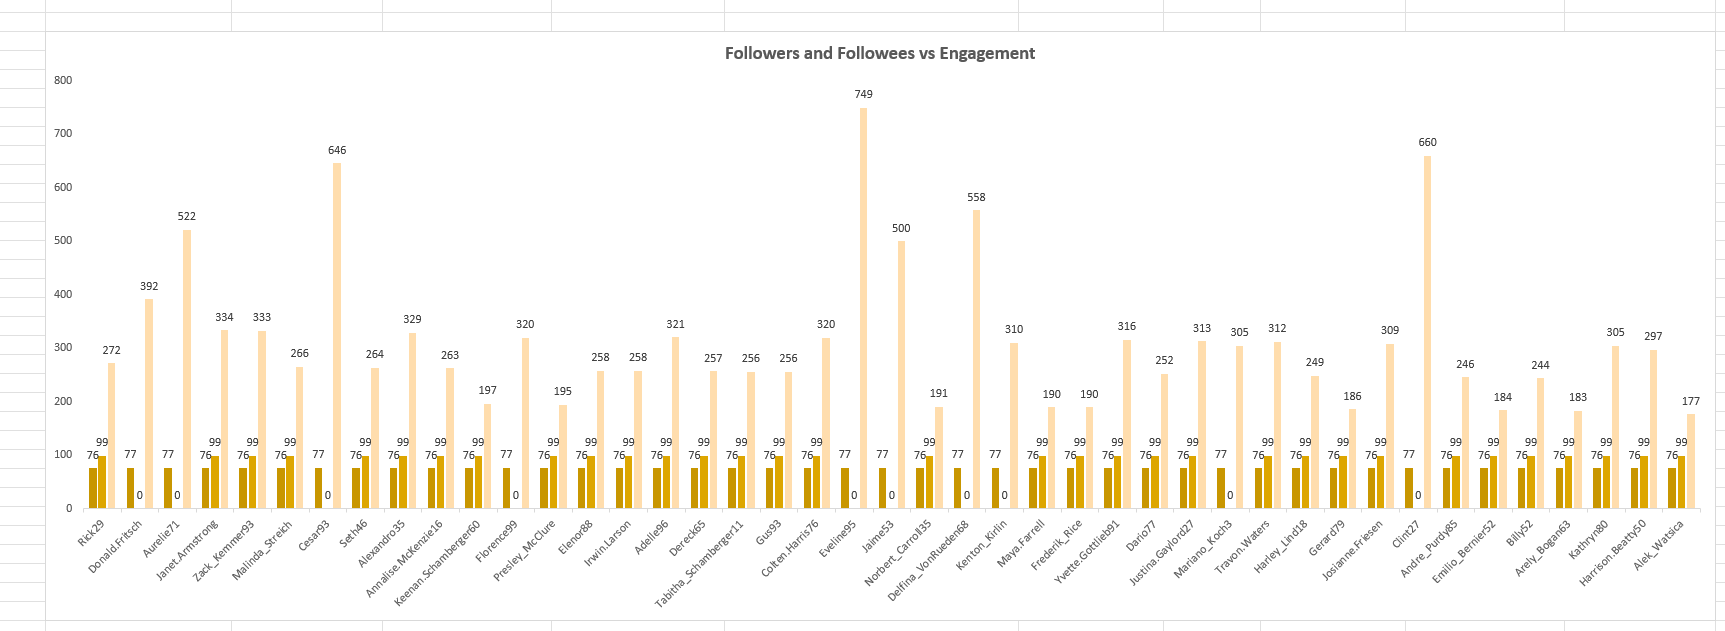 Followers and Followees vs Engagement
800
700
600
500
400
300
200
100
0
76 99 272
77 0 392
77 0 522
76 99 334
76 99 333
76 99 266
77 0 646
76 99 264
76 99 329
76 99 263
76 99 197
77 0 320
76 99 195
76 99 258
76 99 258
76 99 321
76 99 257
76 99 256
76 99 256
76 99 320
77 0 749
77 0 500
76 99 191
77 0 558
77 0 310
76 99 190
76 99 190
76 99 316
76 99 252
76 99 313
77 0 305
76 99 312
76 99 249
76 99 186
76 99 309
77 0 660
76 99 246
76 99 184
76 99 244
76 99 183
76 99 305
76 99 297
76 99 177
Rick29
Donald.Fritsch
Aurelie71
Janet.Armstrong
Zack_Kemmer93
Malinda_Streich
Cesar93
Seth46
Alexandro35
Annalise.McKenzie16
Keenan.Schamberger60
Florence99
Presley_McClure
Elenor88
Irwin.Larson
Adelle96
Dereck65
Tabitha_Schamberger11
Gus93
Colten.Harris76
Eveline95
Jaime53
Norbert_Carroll35
Delfina_VonRueden68
Kenton_Kirlin
Maya.Farrell
Frederik_Rice
Yvette.Gottlieb91
Dario77
Justina.Gaylord27
Mariano_Koch3
Travon.Waters
Harley_Lind18
Gerard79
Josianne.Friesen
Clint27
Andre_Purdy85
Emilio_Bernier52
Billy52
Arely_Bogan63
Kathryn80
Harrison.Beatty50
Alek_Watsica